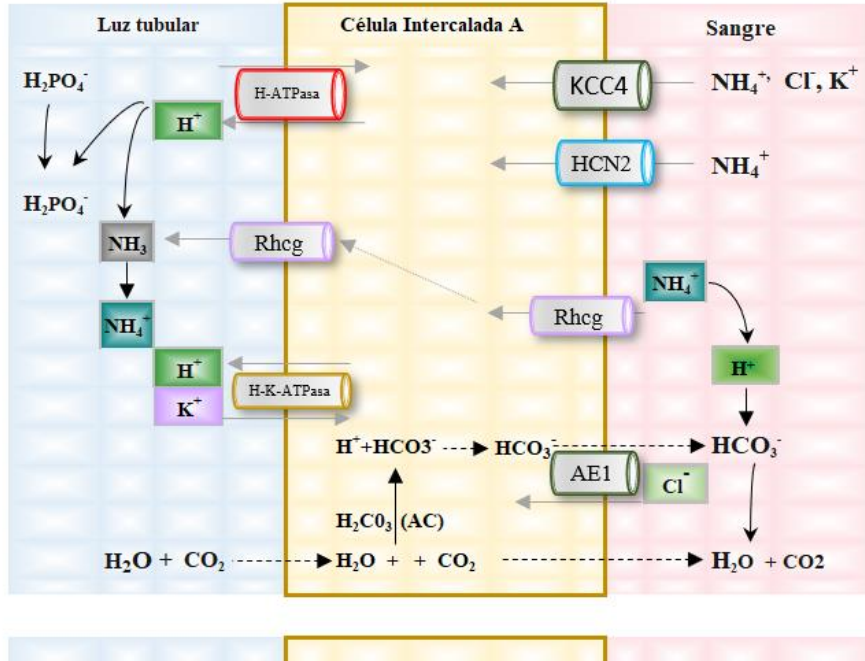 Luz tubular
Célula Intercalada A
Sangre
H₂PO₄⁻
H-ATPasa
KCC4
NH₄⁺, Cl⁻, K⁺
H⁺
HCN2
NH₄⁺
H₂PO₄⁻
NH₃
Rhcg
NH₄⁺
Rhcg
NH₄⁺
H⁺
H⁺
K⁺
H-K-ATPasa
H⁺+HCO3⁻
HCO₃⁻
HCO₃⁻
AE1
Cl⁻
H₂C0₃ (AC)
H₂O + CO₂
H₂O + + CO₂
H₂O + CO2